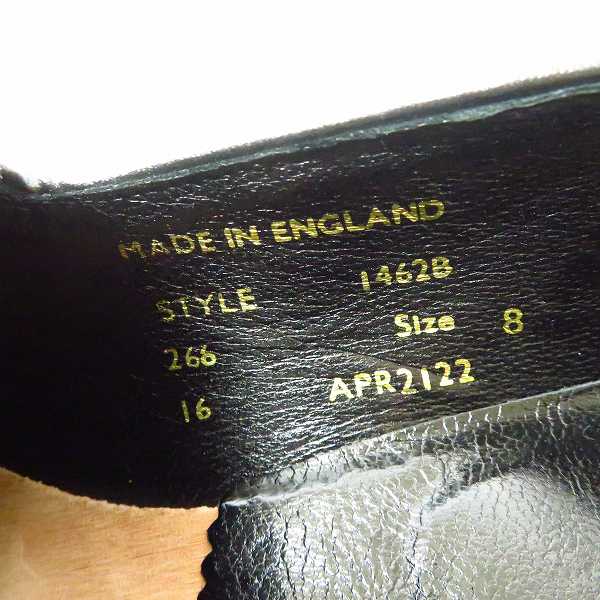 MADE IN ENGLAND
STYLE 1462B
266 Size 8
16 APR2122